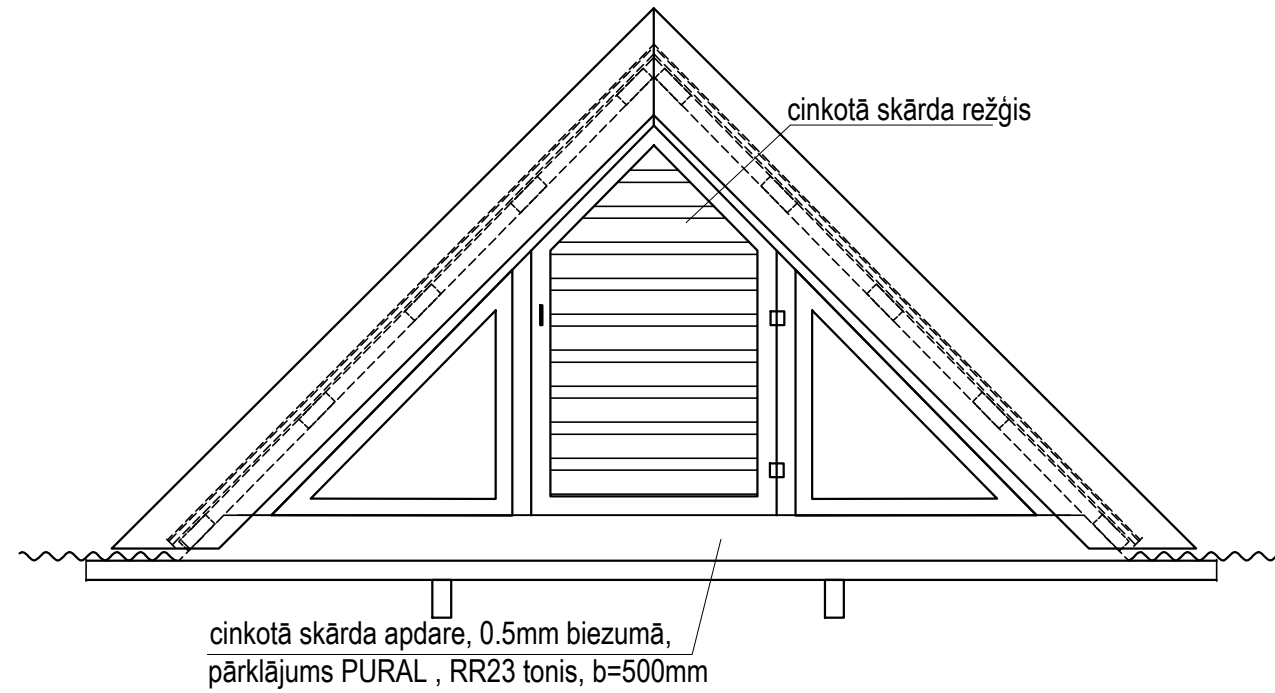 cinkotā skārda režģis
cinkotā skārda apdare, 0.5mm biezumā,
pārklājums PURAL , RR23 tonis, b=500mm